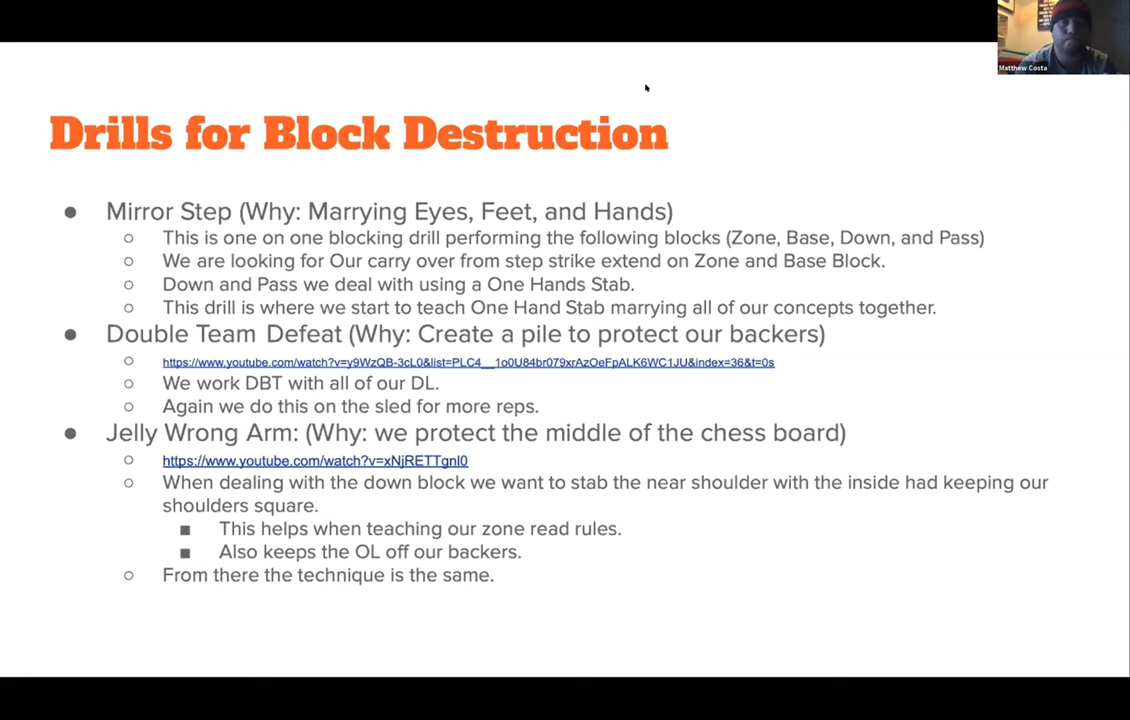 Matthew Costa
Drills for Block Destruction
● Mirror Step (Why: Marrying Eyes, Feet, and Hands)
○ This is one on one blocking drill performing the following blocks (Zone, Base, Down, and Pass)
○ We are looking for Our carry over from step strike extend on Zone and Base Block.
○ Down and Pass we deal with using a One Hands Stab.
○ This drill is where we start to teach One Hand Stab marrying all of our concepts together.
● Double Team Defeat (Why: Create a pile to protect our backers)
○ https://www.youtube.com/watch?v=y9WzQB-3cL0&list=PLC4__1o0U84br079xrAzOeFpALK6WC1JU&index=36&t=0s
○ We work DBT with all of our DL.
○ Again we do this on the sled for more reps.
● Jelly Wrong Arm: (Why: we protect the middle of the chess board)
○ https://www.youtube.com/watch?v=xNjRETTgnl0
○ When dealing with the down block we want to stab the near shoulder with the inside had keeping our
shoulders square.
■ This helps when teaching our zone read rules.
■ Also keeps the OL off our backers.
○ From there the technique is the same.